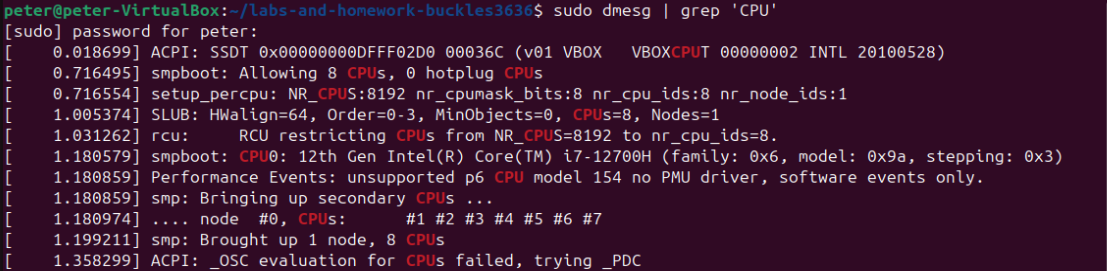 peter@peter-VirtualBox:~/labs-and-homework-buckles3636$ sudo dmesg | grep 'CPU'
[sudo] password for peter:
[    0.018699] ACPI: SSDT 0x00000000DFFF02D0 00036C (v01 VBOX   VBOXCPUT 00000002 INTL 20100528)
[    0.716495] smpboot: Allowing 8 CPUs, 0 hotplug CPUs
[    0.716554] setup_percpu: NR_CPUS:8192 nr_cpumask_bits:8 nr_cpu_ids:8 nr_node_ids:1
[    1.005374] SLUB: HWalign=64, Order=0-3, MinObjects=0, CPUs=8, Nodes=1
[    1.031262] rcu:     RCU restricting CPUs from NR_CPUS=8192 to nr_cpu_ids=8.
[    1.180579] smpboot: CPU0: 12th Gen Intel(R) Core(TM) i7-12700H (family: 0x6, model: 0x9a, stepping: 0x3)
[    1.180859] Performance Events: unsupported p6 CPU model 154 no PMU driver, software events only.
[    1.180859] smp: Bringing up secondary CPUs ...
[    1.180974] .... node  #0, CPUs:      #1 #2 #3 #4 #5 #6 #7
[    1.199211] smp: Brought up 1 node, 8 CPUs
[    1.358299] ACPI: _OSC evaluation for CPUs failed, trying _PDC